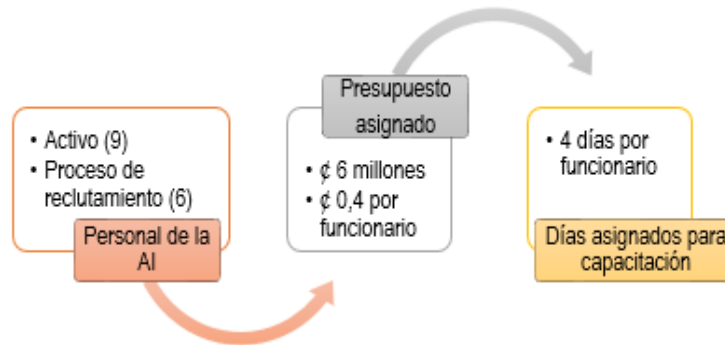 • Activo (9)
• Proceso de
reclutamiento (6)
Personal de la
AI
Presupuesto
asignado
• ₡ 6 millones
• ₡ 0,4 por
funcionario
• 4 días por
funcionario
Días asignados para
capacitación